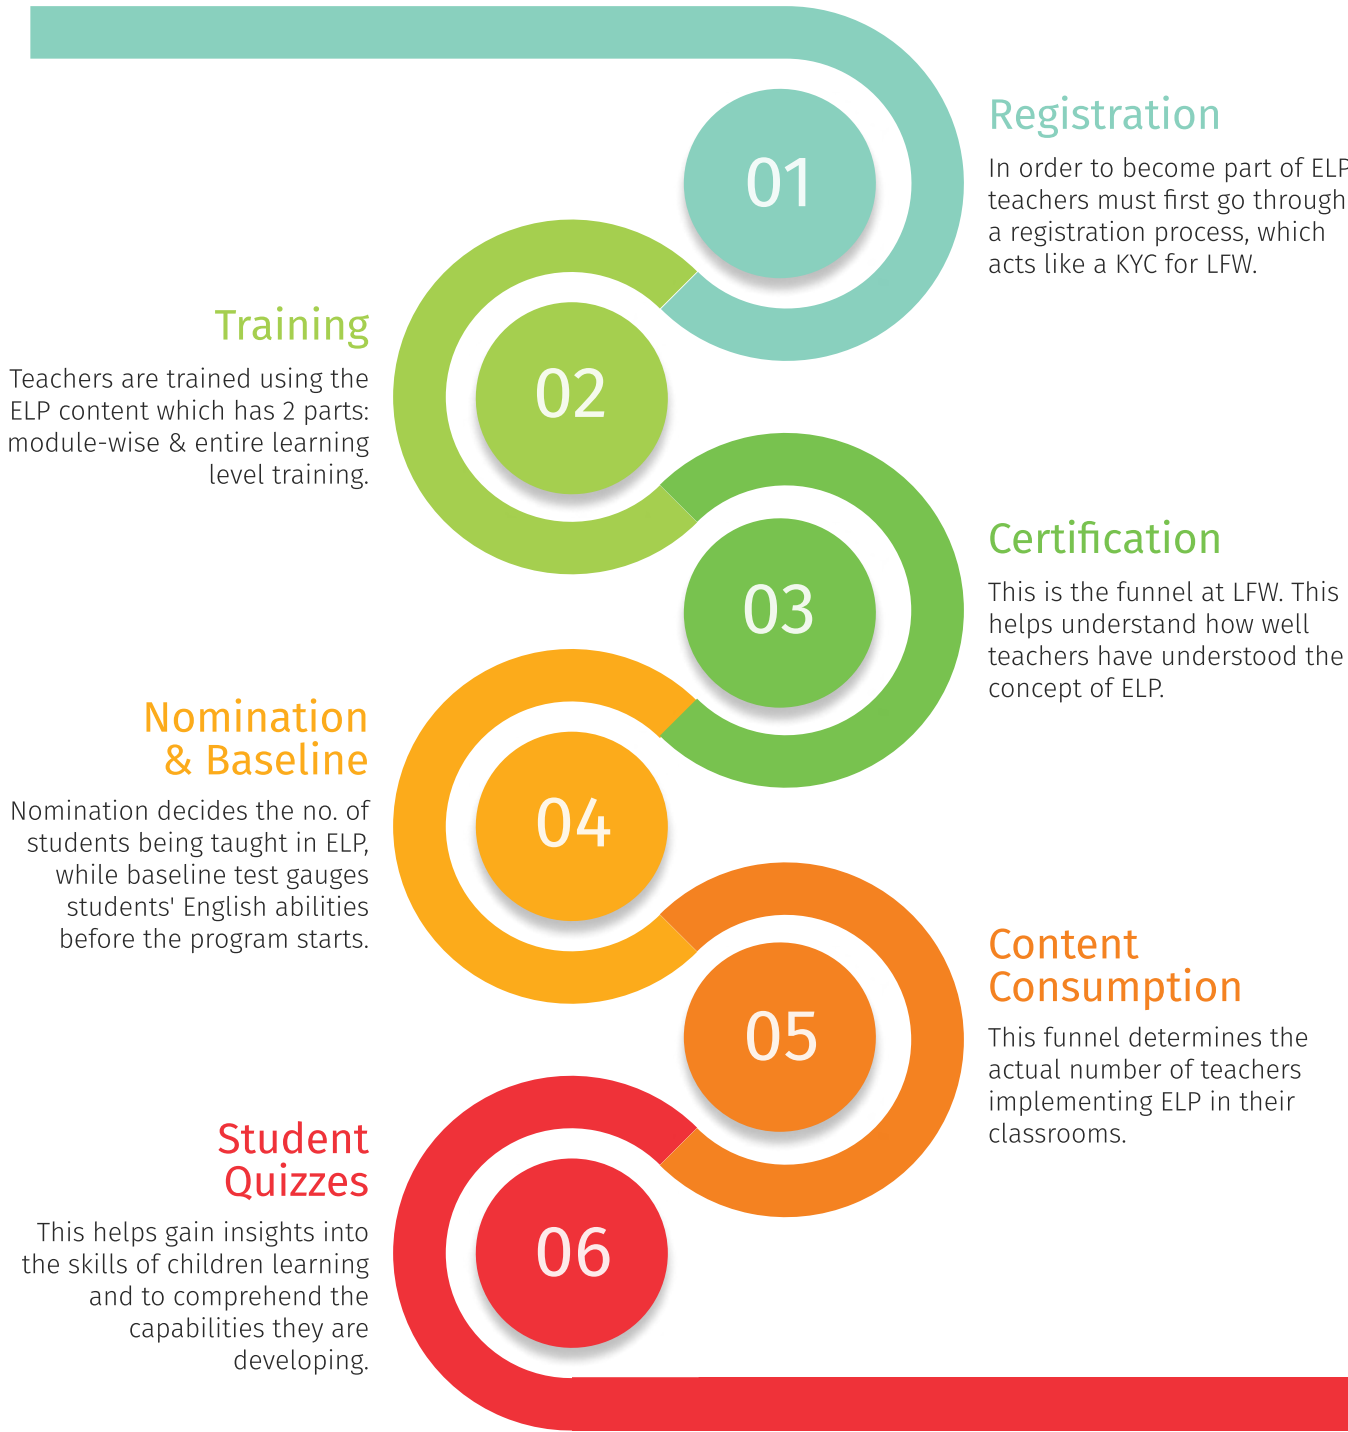 01
Registration
In order to become part of ELP
teachers must first go through
a registration process, which
acts like a KYC for LFW.
02
Training
Teachers are trained using the
ELP content which has 2 parts:
module-wise & entire learning
level training.
03
Certification
This is the funnel at LFW. This
helps understand how well
teachers have understood the
concept of ELP.
04
Nomination
& Baseline
Nomination decides the no. of
students being taught in ELP,
while baseline test gauges
students' English abilities
before the program starts.
05
Content
Consumption
This funnel determines the
actual number of teachers
implementing ELP in their
classrooms.
06
Student
Quizzes
This helps gain insights into
the skills of children learning
and to comprehend the
capabilities they are
developing.